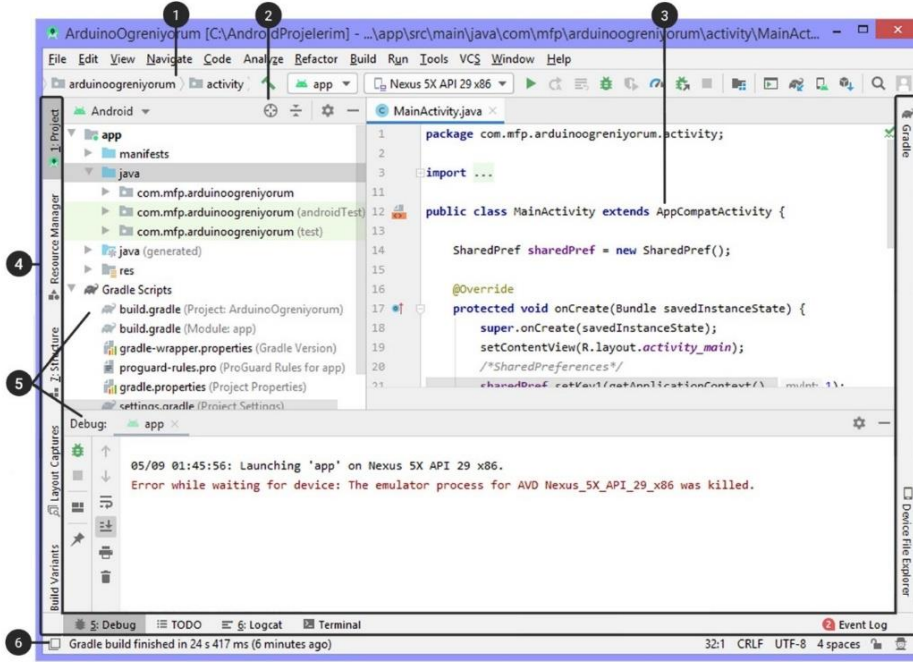 1 2 3
ArduinoOgreniyorum [C:\AndroidProjelerim] - ...\app\src\main\java\com\mfp\arduinoogreniyorum\activity\MainAct...
File Edit View Navigate Code Analyze Refactor Build Run Tools VCS Window Help
arduinoogreniyorum activity app Nexus 5X API 29 x86
Android
MainActivity.java
1: Project
Resource Manager
Z: Structure
Layout Captures
Build Variants
4
5
6
app
manifests
java
com.mfp.arduinoogreniyorum
com.mfp.arduinoogreniyorum (androidTest)
com.mfp.arduinoogreniyorum (test)
java (generated)
res
Gradle Scripts
build.gradle (Project: ArduinoOgreniyorum)
build.gradle (Module: app)
gradle-wrapper.properties (Gradle Version)
proguard-rules.pro (ProGuard Rules for app)
gradle.properties (Project Properties)
settings.gradle (Project Settings)
1 package com.mfp.arduinoogreniyorum.activity;
2
3 import ...
11
12 public class MainActivity extends AppCompatActivity {
13
14 SharedPref sharedPref = new SharedPref();
15
16 @Override
17 protected void onCreate(Bundle savedInstanceState) {
18 super.onCreate(savedInstanceState);
19 setContentView(R.layout.activity_main);
20 /*SharedPreferences*/
21 sharedPref.setKey1(getApplicationContext(), 1);
Gradle
Device File Explorer
Debug: app
05/09 01:45:56: Launching 'app' on Nexus 5X API 29 x86.
Error while waiting for device: The emulator process for AVD Nexus_5X_API_29_x86 was killed.
5: Debug TODO 6: Logcat Terminal 2 Event Log
Gradle build finished in 24 s 417 ms (6 minutes ago) 32:1 CRLF UTF-8 4 spaces